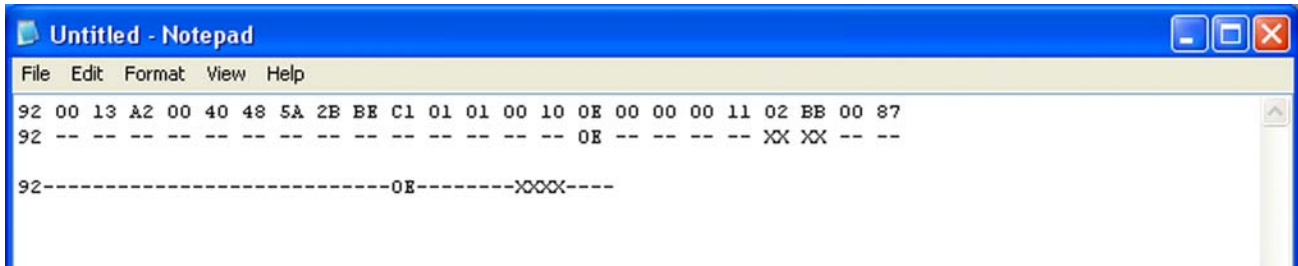 Untitled - Notepad
File Edit Format View Help
92 00 13 A2 00 40 48 5A 2B BE C1 01 01 00 10 0E 00 00 00 11 02 BB 00 87
92 -- -- -- -- -- -- -- -- -- -- -- -- -- -- 0E -- -- -- -- XX XX -- --
92----------------------------0E--------XXXX----